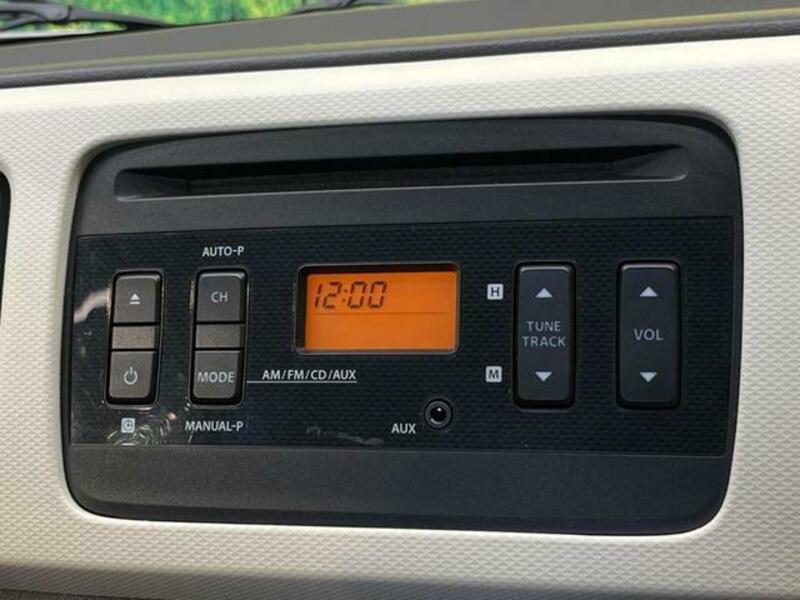 AUTO-P
CH
12:00
H
TUNE
TRACK
VOL
MODE
AM/FM/CD/AUX
M
C
MANUAL-P
AUX